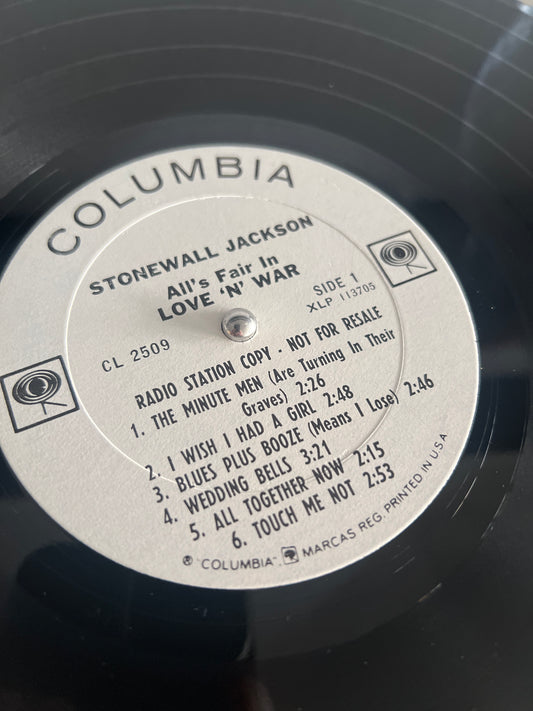 COLUMBIA
STONEWALL JACKSON
All's Fair In
LOVE 'N' WAR
SIDE 1
CL 2509
XLP 113705
RADIO STATION COPY · NOT FOR RESALE
1. THE MINUTE MEN (Are Turning In Their
Graves) 2:26
2. I WISH I HAD A GIRL 2:48
3. BLUES PLUS BOOZE (Means I Lose) 2:46
4. WEDDING BELLS 3:21
5. ALL TOGETHER NOW 2:15
6. TOUCH ME NOT 2:53
® "COLUMBIA", MARCAS REG. PRINTED IN U.S.A.